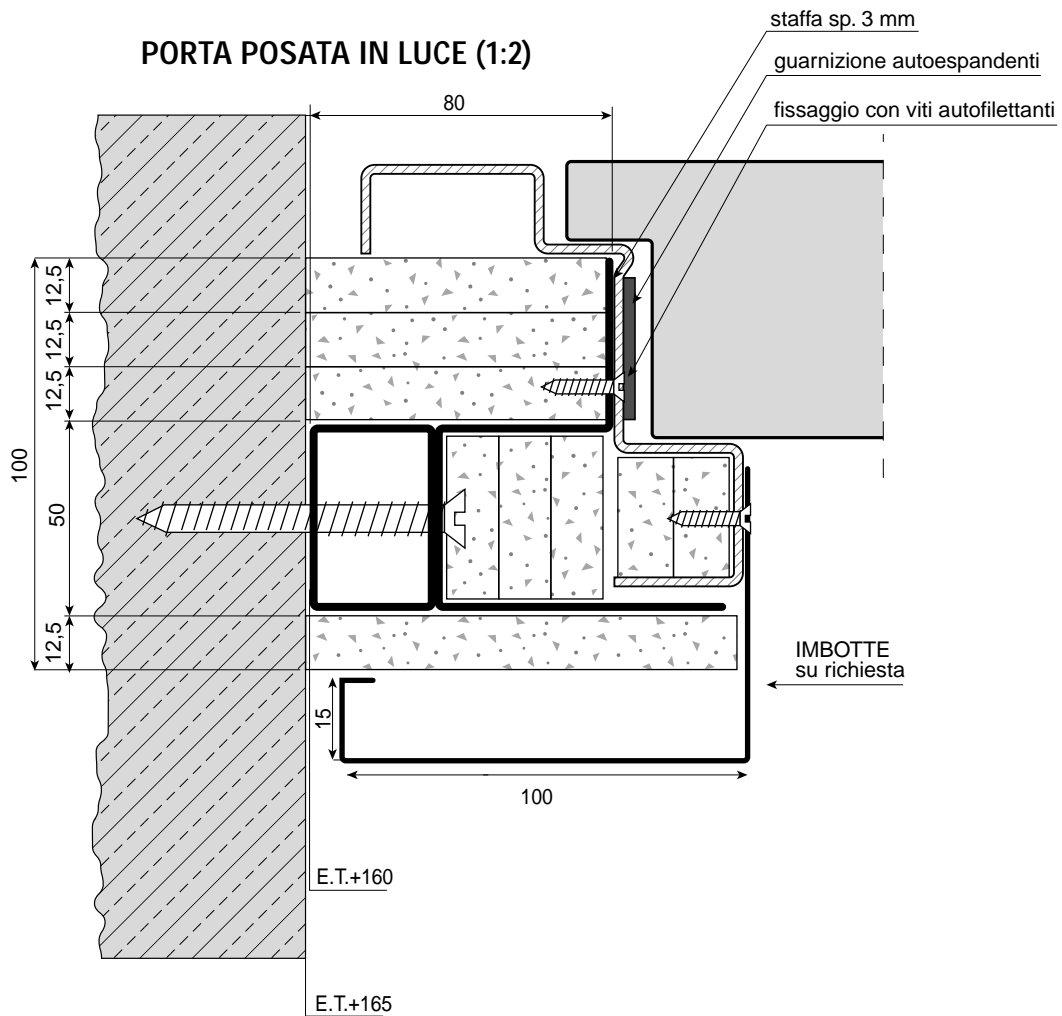 staffa sp. 3 mm
PORTA POSATA IN LUCE (1:2)
guarnizione autoespandenti
80
fissaggio con viti autofilettanti
12,5
12,5
12,5
100
50
12,5
IMBOTTE
su richiesta
15
100
E.T.+160
E.T.+165